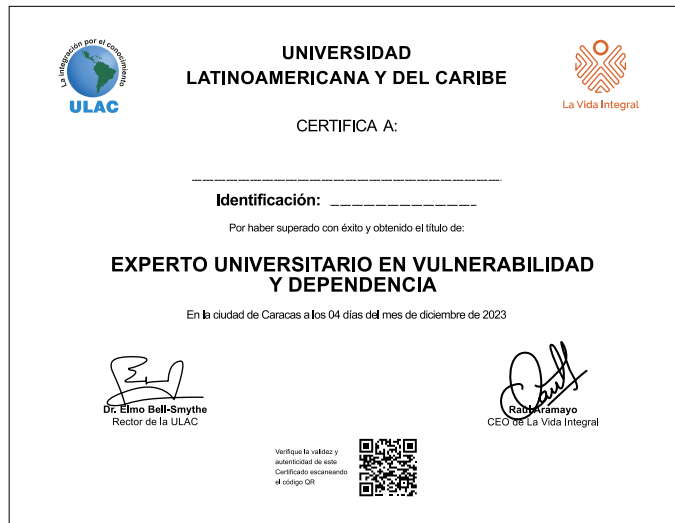 La integración por el conocimiento
ULAC
UNIVERSIDAD
LATINOAMERICANA Y DEL CARIBE
La Vida Integral
CERTIFICA A:
Identificación:
Por haber superado con éxito y obtenido el título de:
EXPERTO UNIVERSITARIO EN VULNERABILIDAD
Y DEPENDENCIA
En la ciudad de Caracas a los 04 días del mes de diciembre de 2023
Dr. Elmo Bell-Smythe
Rector de la ULAC
Raúl Aramayo
CEO de La Vida Integral
Verifique la validez y
autenticidad de este
Certificado escaneando
el código QR